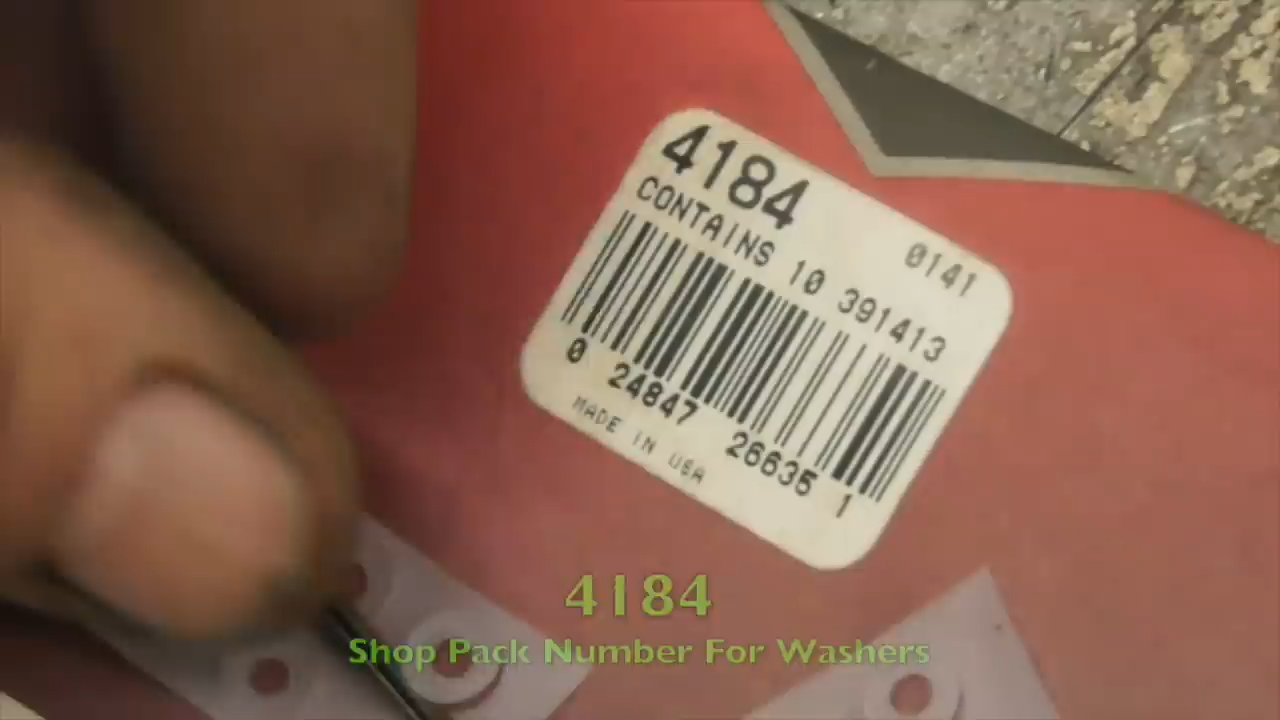 4184
0141
CONTAINS 10 391413
0 24847 26635 1
MADE IN USA
4184
Shop Pack Number For Washers